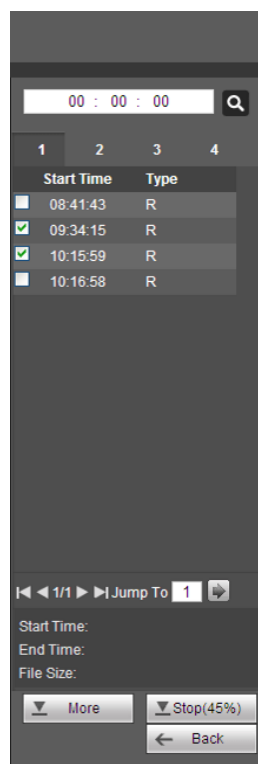 00 : 00 : 00
1 2 3 4
Start Time Type
08:41:43 R
09:34:15 R
10:15:59 R
10:16:58 R
1/1 Jump To 1
Start Time:
End Time:
File Size:
More Stop(45%)
Back